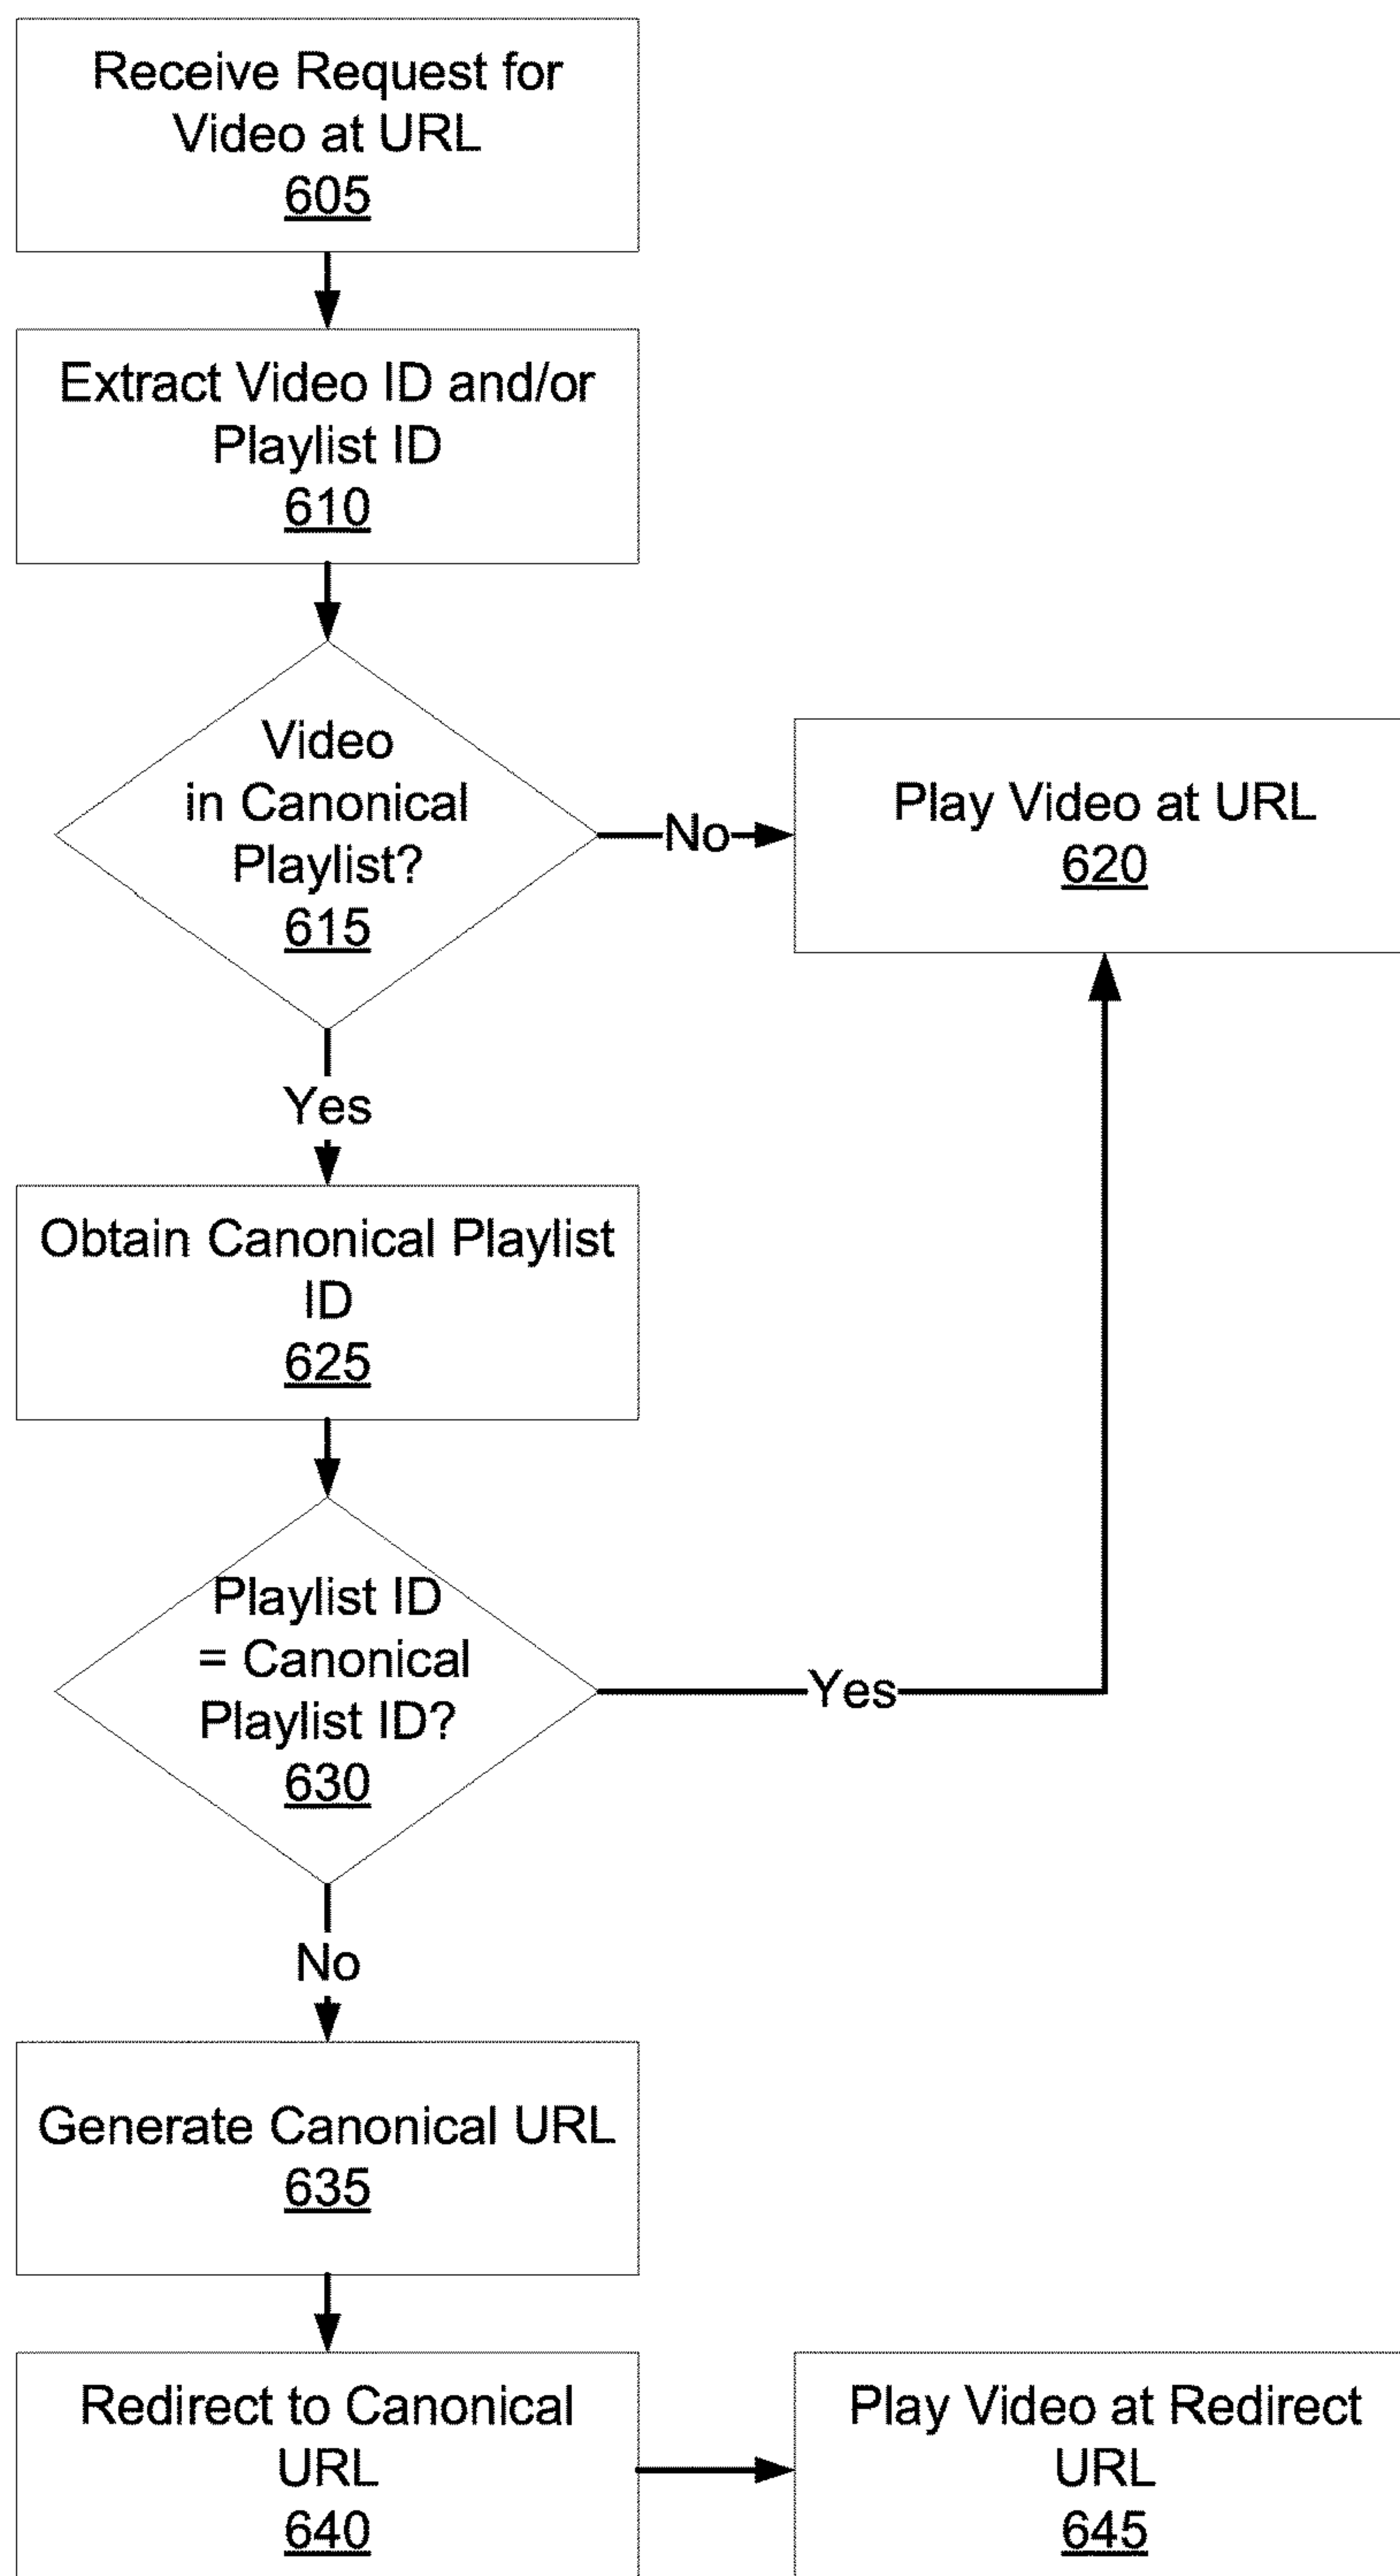 Receive Request for
Video at URL
605
Extract Video ID and/or
Playlist ID
610
Video
in Canonical
Playlist?
615
No
Play Video at URL
620
Yes
Obtain Canonical Playlist
ID
625
Playlist ID
= Canonical
Playlist ID?
630
Yes
No
Generate Canonical URL
635
Redirect to Canonical
URL
640
Play Video at Redirect
URL
645